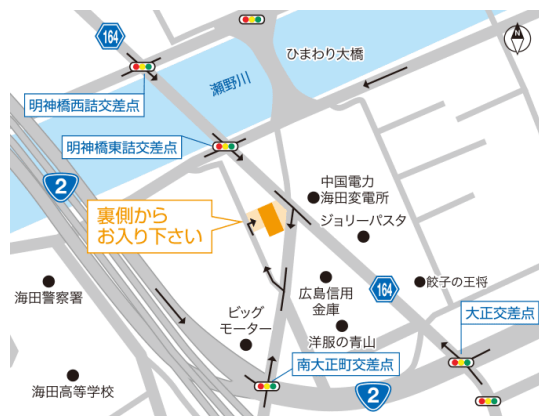 164
N
ひまわり大橋
瀬野川
明神橋西詰交差点
明神橋東詰交差点
2
中国電力
海田変電所
裏側から
お入り下さい
ジョリーパスタ
海田警察署
広島信用
金庫
164
餃子の王将
ビッグ
モーター
大正交差点
洋服の青山
南大正町交差点
海田高等学校
2